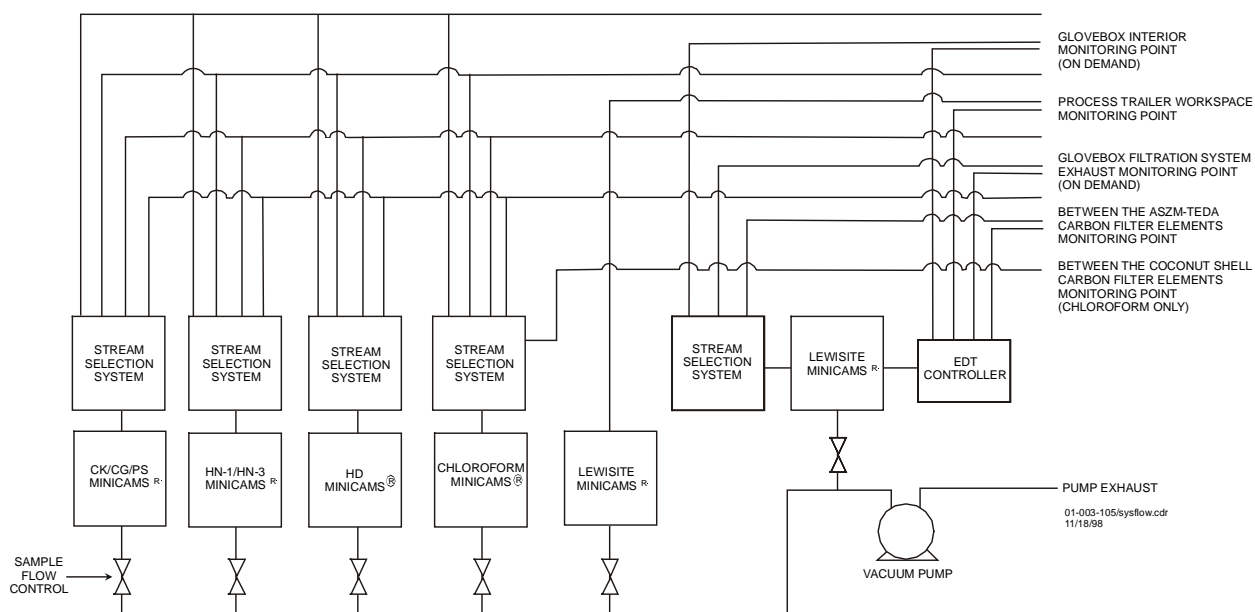 GLOVEBOX INTERIOR
MONITORING POINT
(ON DEMAND)
PROCESS TRAILER WORKSPACE
MONITORING POINT
GLOVEBOX FILTRATION SYSTEM
EXHAUST MONITORING POINT
(ON DEMAND)
BETWEEN THE ASZM-TEDA
CARBON FILTER ELEMENTS
MONITORING POINT
BETWEEN THE COCONUT SHELL
CARBON FILTER ELEMENTS
MONITORING POINT
(CHLOROFORM ONLY)
STREAM
SELECTION
SYSTEM
STREAM
SELECTION
SYSTEM
STREAM
SELECTION
SYSTEM
STREAM
SELECTION
SYSTEM
STREAM
SELECTION
SYSTEM
LEWISITE
MINICAMS R
EDT
CONTROLLER
CK/CG/PS
MINICAMS R
HN-1/HN-3
MINICAMS R
HD
MINICAMS®
CHLOROFORM
MINICAMS®
LEWISITE
MINICAMS R
PUMP EXHAUST
01-003-105/sysflow.cdr
11/18/98
VACUUM PUMP
SAMPLE
FLOW
CONTROL